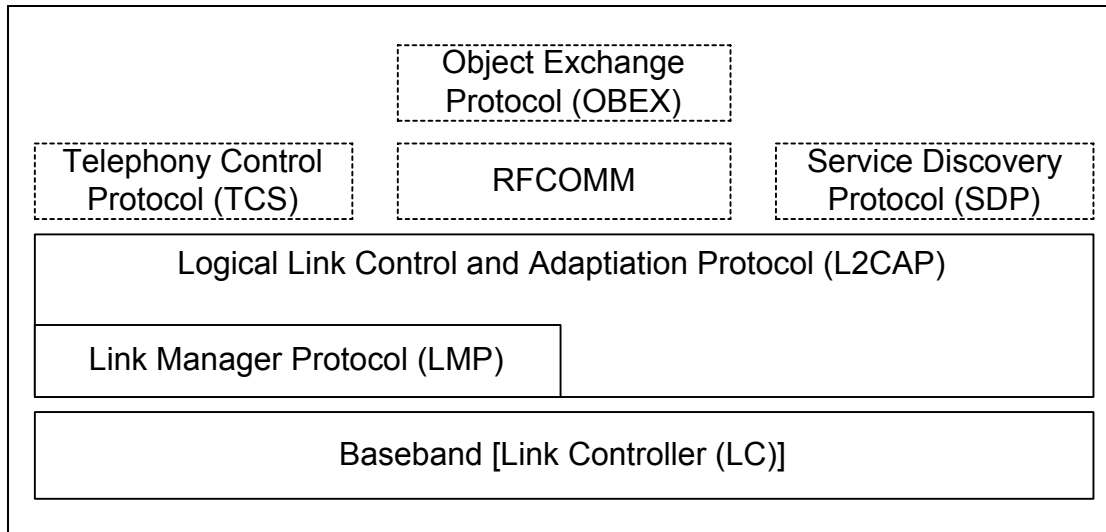 Object Exchange
Protocol (OBEX)
Telephony Control
Protocol (TCS)
RFCOMM
Service Discovery
Protocol (SDP)
Logical Link Control and Adaptiation Protocol (L2CAP)
Link Manager Protocol (LMP)
Baseband [Link Controller (LC)]